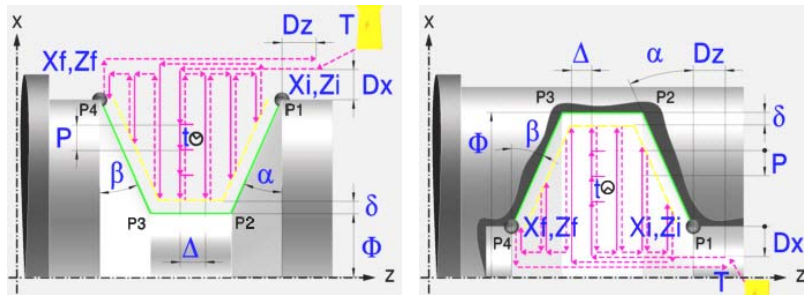 X Dz T
Xf,Zf Xi,Zi Dx
P4 P1
P t
β α
P3 P2 δ
Δ Φ
Z
X Δ α Dz
P3 P2 δ
Φ β P
t
Xf,Zf Xi,Zi
P4 P1 Dx
T
Z